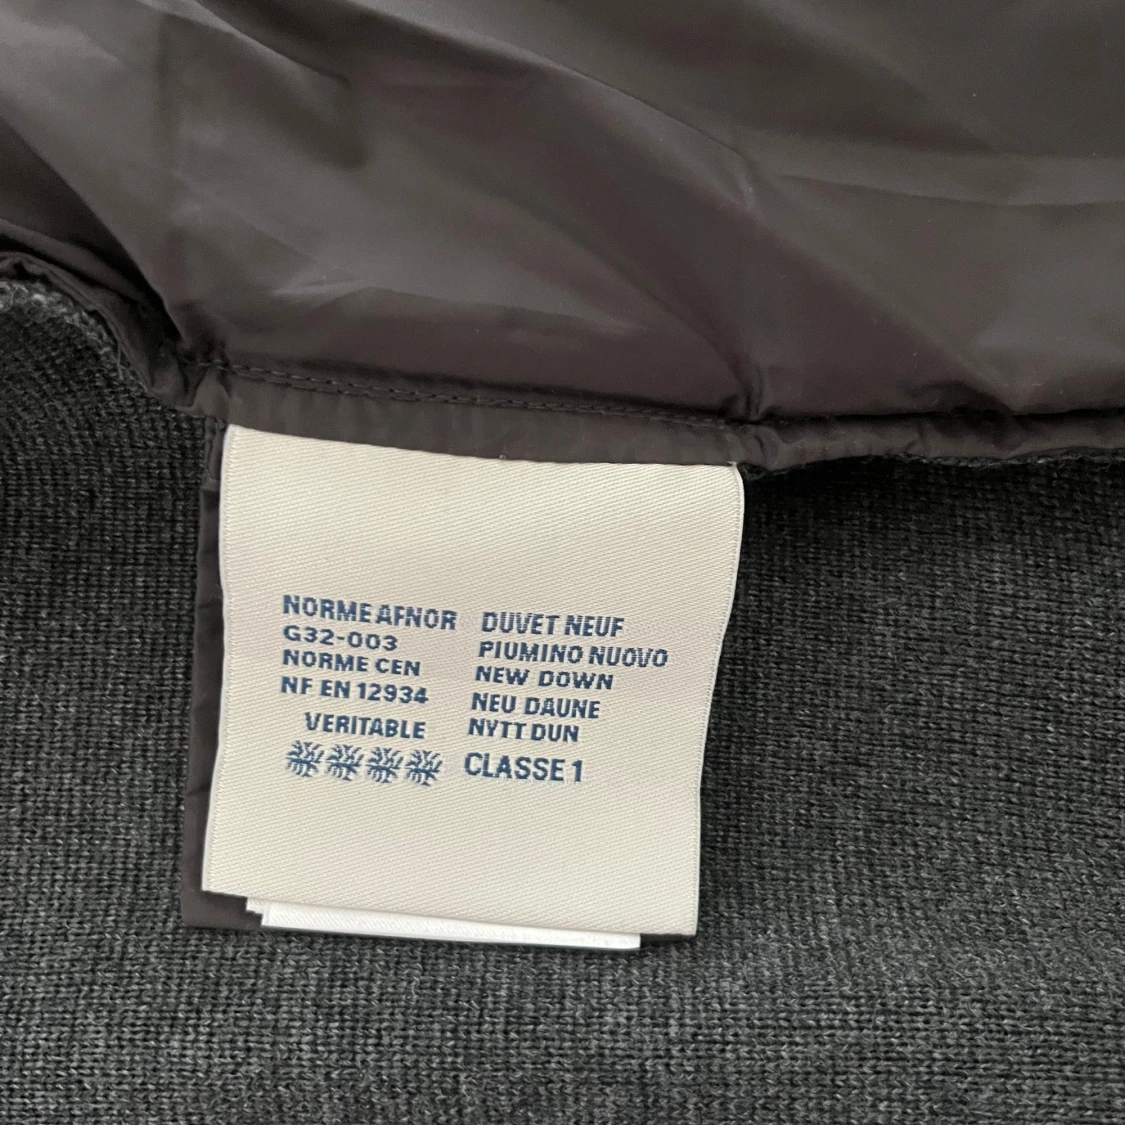 NORME AFNOR
G32-003
NORME CEN
NF EN 12934
VERITABLE
DUVET NEUF
PIUMINO NUOVO
NEW DOWN
NEU DAUNE
NYTT DUN
CLASSE 1